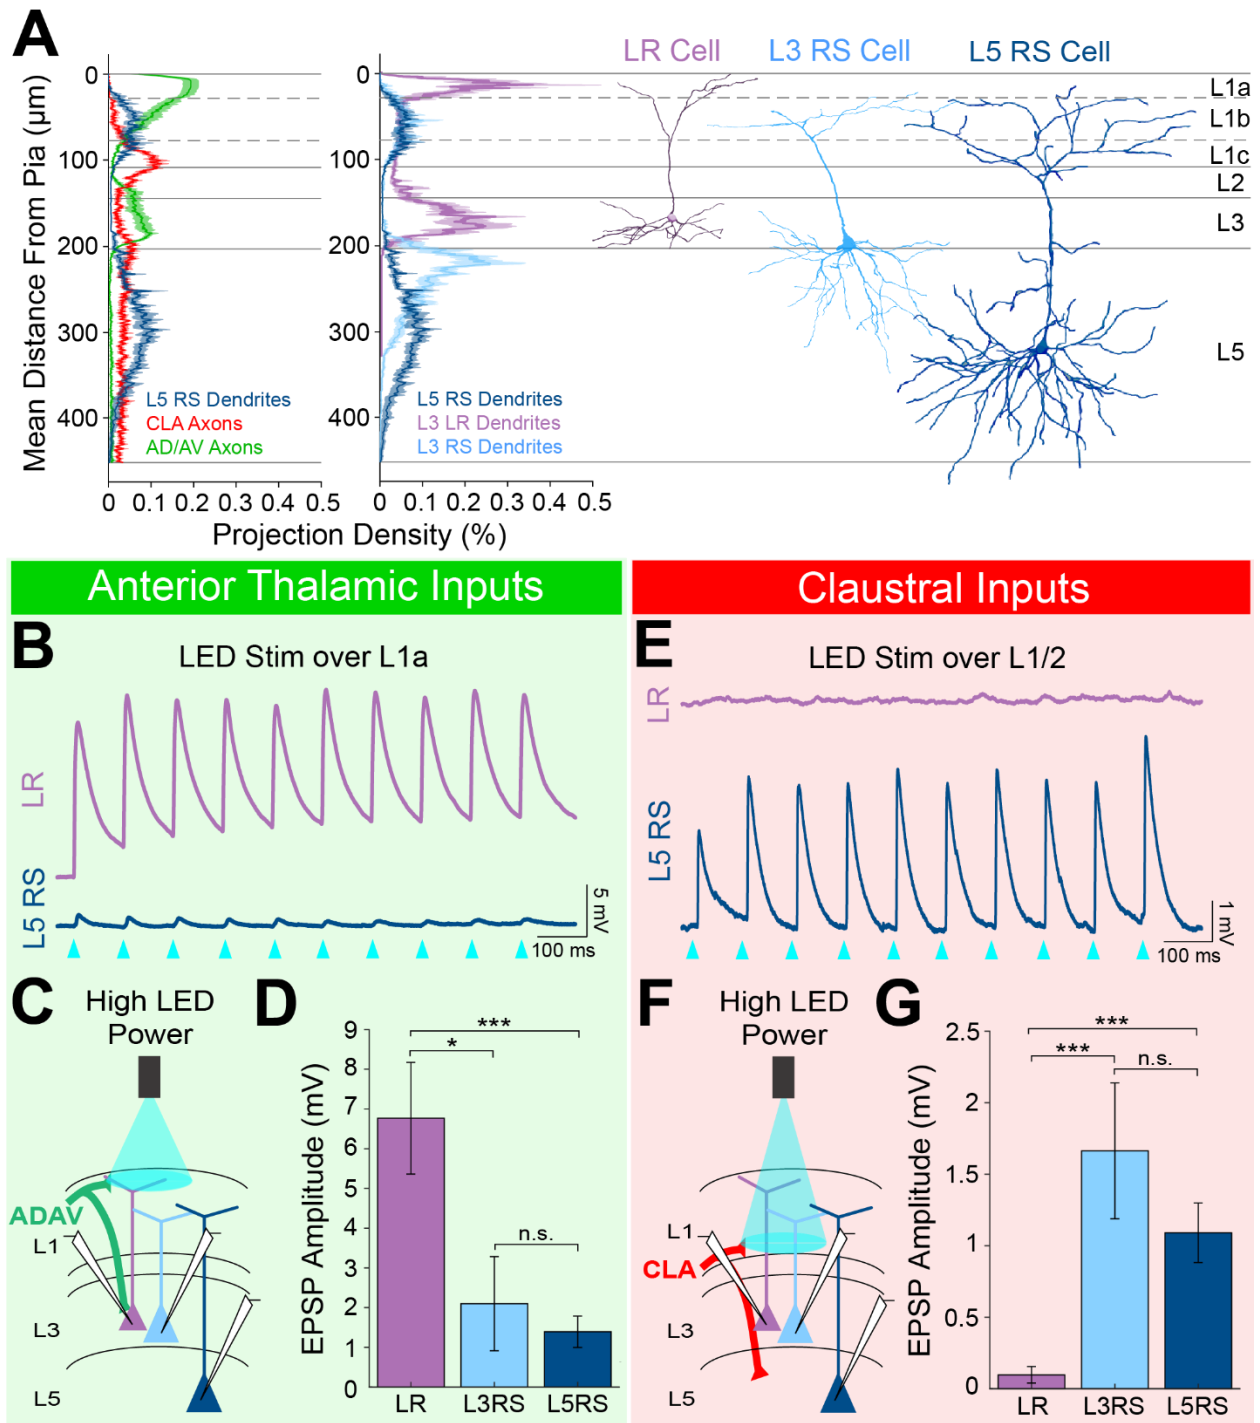 A
LR Cell
L3 RS Cell
L5 RS Cell
Mean Distance From Pia (µm)
0
100
200
300
400
L5 RS Dendrites
CLA Axons
AD/AV Axons
0 0.1 0.2 0.3 0.4 0.5
0
100
200
300
400
L5 RS Dendrites
L3 LR Dendrites
L3 RS Dendrites
0 0.1 0.2 0.3 0.4 0.5
Projection Density (%)
L1a
L1b
L1c
L2
L3
L5
Anterior Thalamic Inputs
B
LED Stim over L1a
LR
L5 RS
5 mV
100 ms
C
High LED
Power
ADAV
L1
L3
L5
D
EPSP Amplitude (mV)
9
8
7
6
5
4
3
2
1
0
***
*
n.s.
LR L3RS L5RS
Claustral Inputs
E
LED Stim over L1/2
LR
L5 RS
1 mV
100 ms
F
High LED
Power
L1
CLA
L3
L5
G
EPSP Amplitude (mV)
2.5
2
1.5
1
0.5
0
***
***
n.s.
LR L3RS L5RS